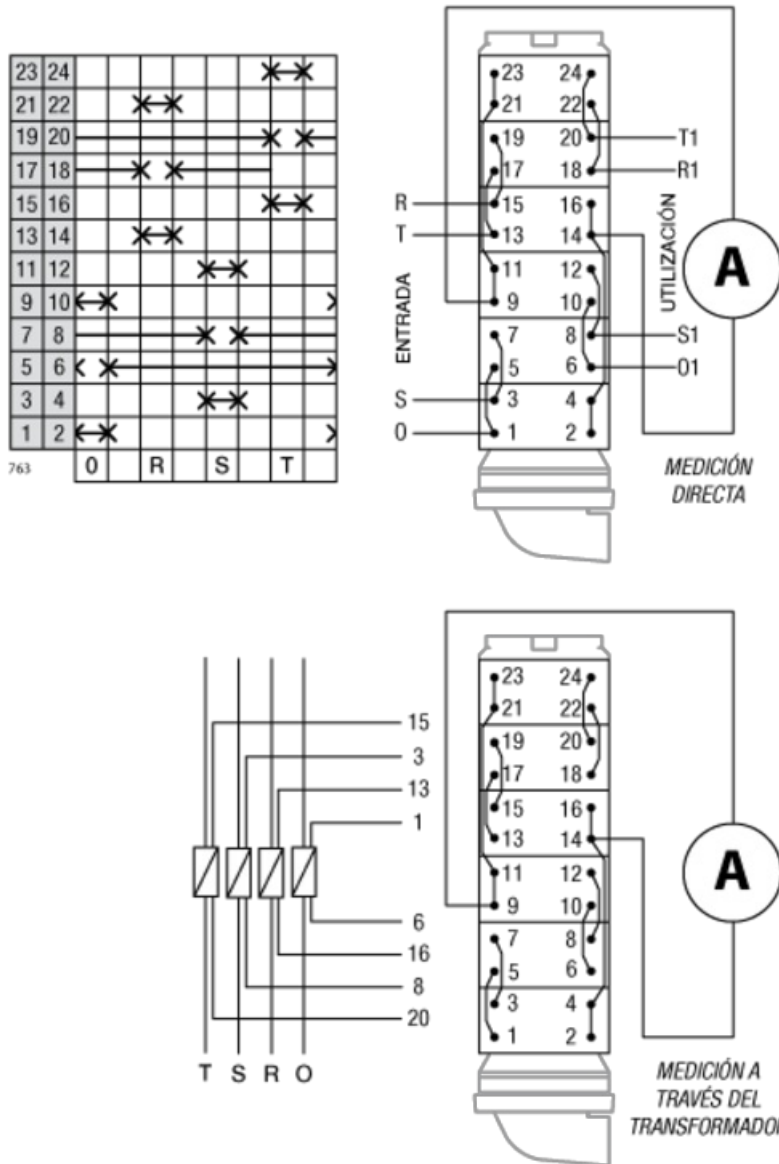 23 24
21 22
19 20
17 18
15 16
13 14
11 12
9 10
7 8
5 6
3 4
1 2
763
0 R S T
23 24
21 22
19 20
17 18
15 16
13 14
11 12
9 10
7 8
5 6
3 4
1 2
R
T
ENTRADA
S
0
T1
R1
UTILIZACIÓN
S1
01
A
MEDICIÓN
DIRECTA
15
3
13
1
6
16
8
20
T S R O
23 24
21 22
19 20
17 18
15 16
13 14
11 12
9 10
7 8
5 6
3 4
1 2
A
MEDICIÓN A
TRAVÉS DEL
TRANSFORMADOR